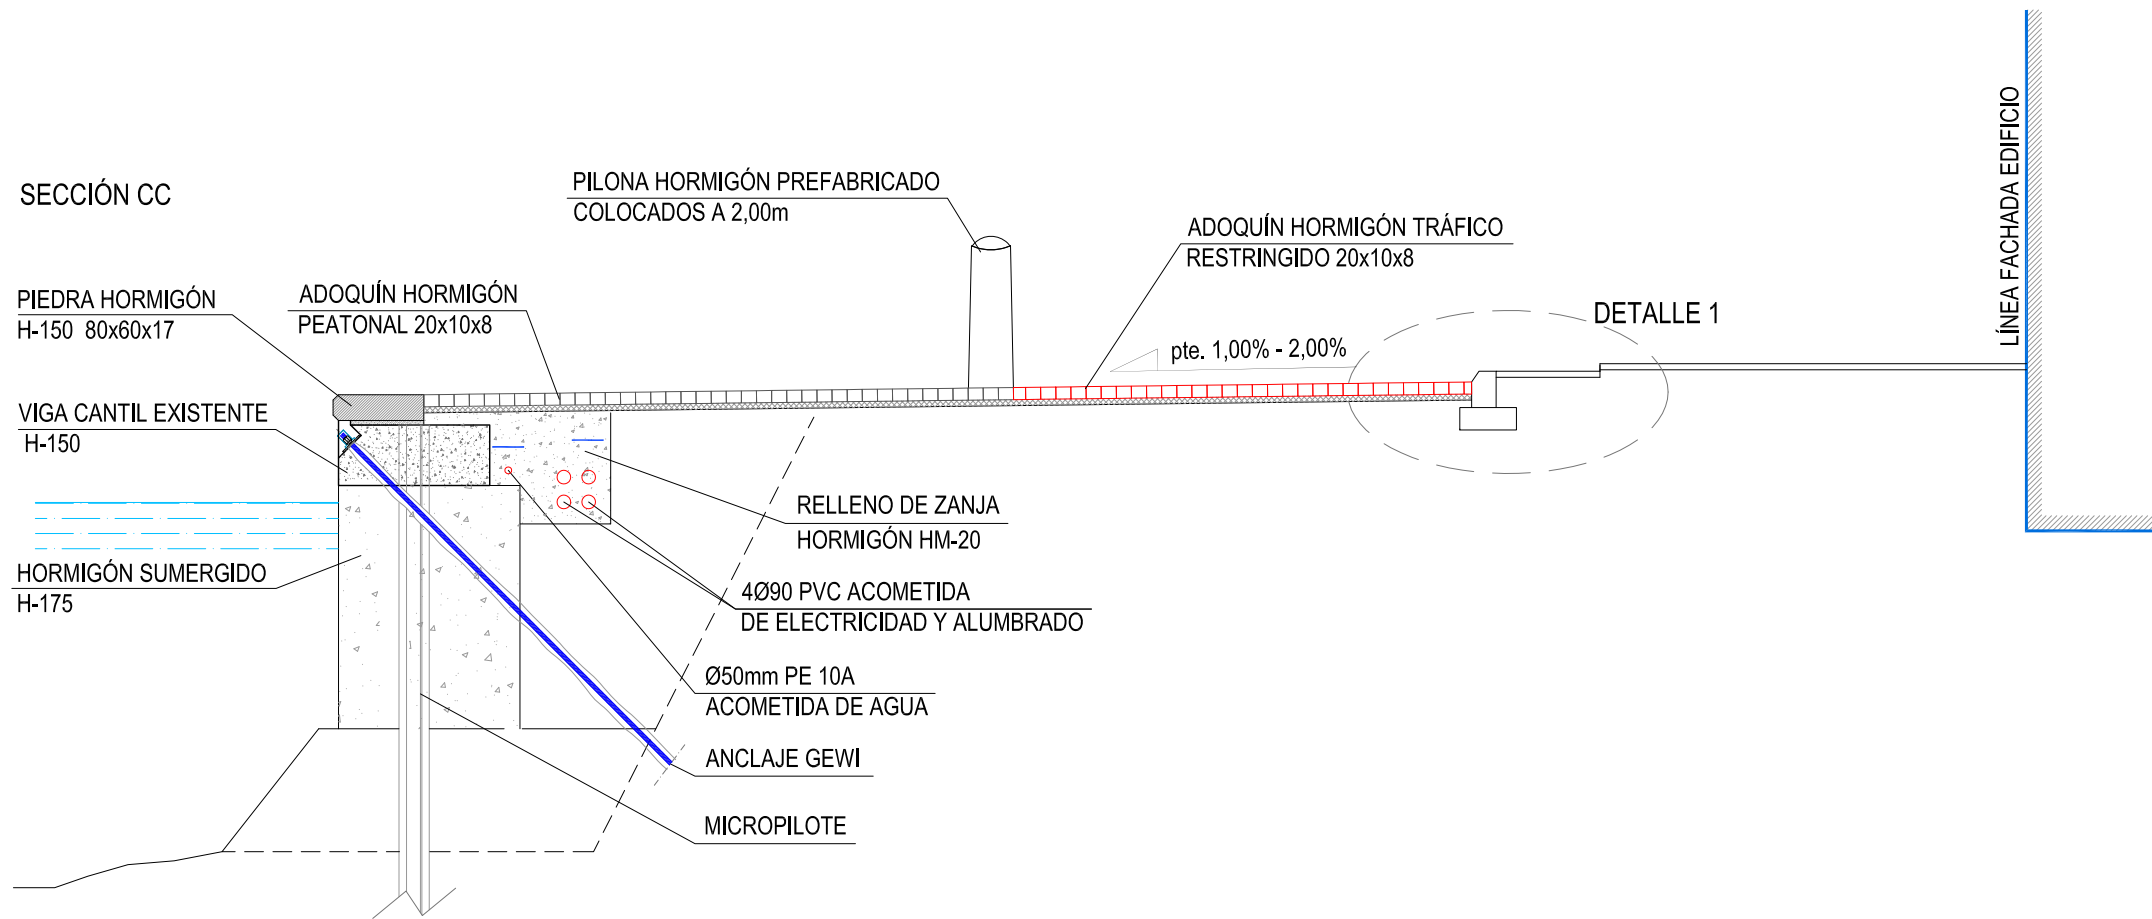 SECCIÓN CC
PIEDRA HORMIGÓN
H-150 80x60x17
ADOQUÍN HORMIGÓN
PEATONAL 20x10x8
PILONA HORMIGÓN PREFABRICADO
COLOCADOS A 2,00m
ADOQUÍN HORMIGÓN TRÁFICO
RESTRINGIDO 20x10x8
pte. 1,00% - 2,00%
DETALLE 1
LÍNEA FACHADA EDIFICIO
VIGA CANTIL EXISTENTE
H-150
HORMIGÓN SUMERGIDO
H-175
RELLENO DE ZANJA
HORMIGÓN HM-20
4Ø90 PVC ACOMETIDA
DE ELECTRICIDAD Y ALUMBRADO
Ø50mm PE 10A
ACOMETIDA DE AGUA
ANCLAJE GEWI
MICROPILOTE